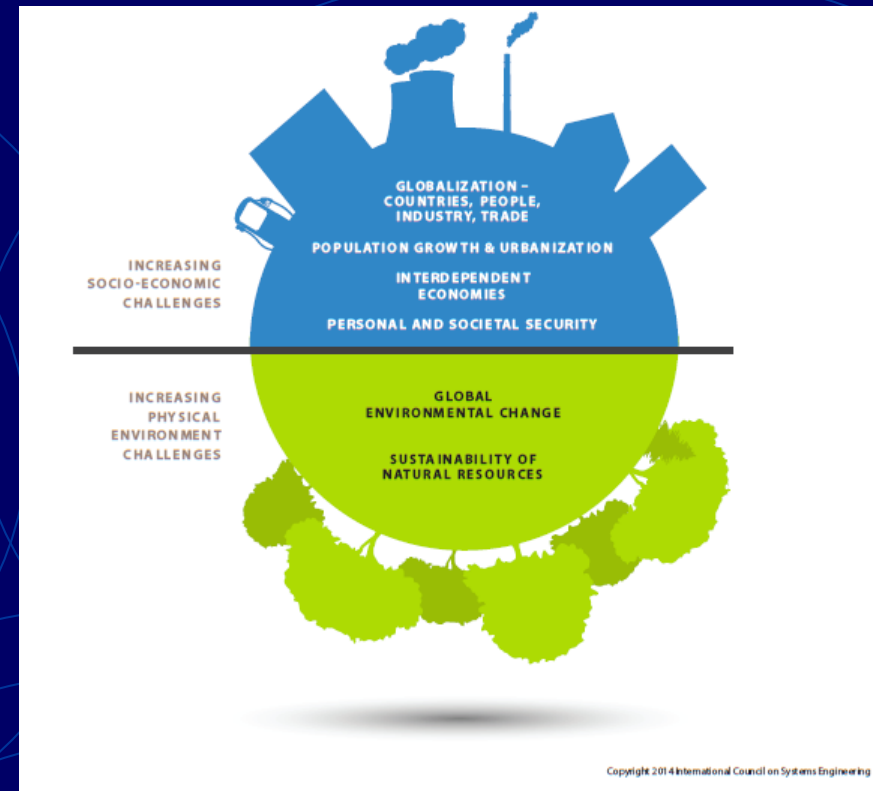 GLOBALIZATION –
COUNTRIES, PEOPLE,
INDUSTRY, TRADE
POPULATION GROWTH & URBANIZATION
INTERDEPENDENT
ECONOMIES
PERSONAL AND SOCIETAL SECURITY
INCREASING
SOCIO-ECONOMIC
CHALLENGES
INCREASING
PHYSICAL
ENVIRONMENT
CHALLENGES
GLOBAL
ENVIRONMENTAL CHANGE
SUSTAINABILITY OF
NATURAL RESOURCES
Copyright 2014 International Council on Systems Engineering